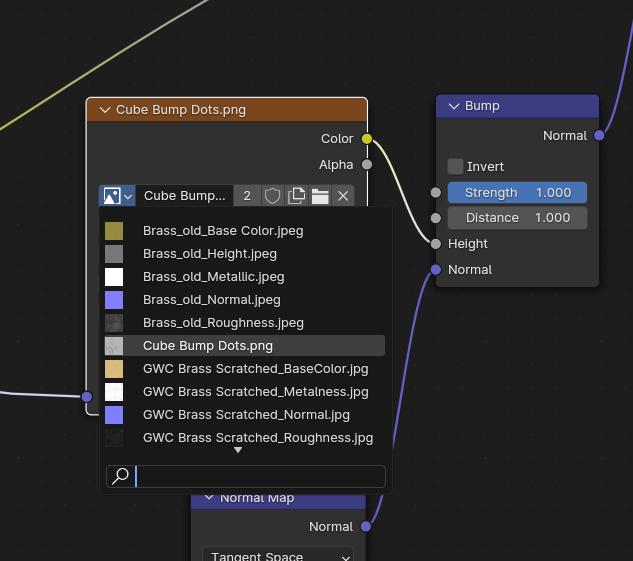 Cube Bump Dots.png
Color
Alpha
Cube Bump... 2
Brass_old_Base Color.jpeg
Brass_old_Height.jpeg
Brass_old_Metallic.jpeg
Brass_old_Normal.jpeg
Brass_old_Roughness.jpeg
Cube Bump Dots.png
GWC Brass Scratched_BaseColor.jpg
GWC Brass Scratched_Metalness.jpg
GWC Brass Scratched_Normal.jpg
GWC Brass Scratched_Roughness.jpg
Bump
Normal
Invert
Strength 1.000
Distance 1.000
Height
Normal
Normal Map
Normal
Tangent Space